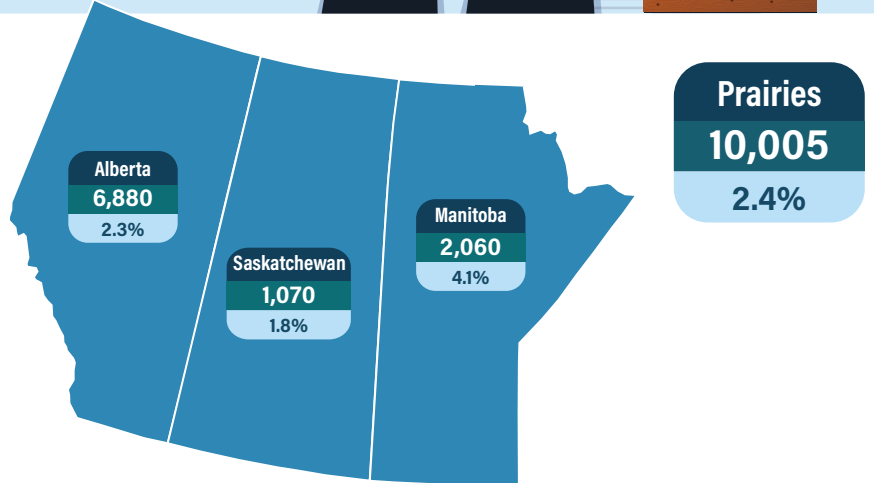 Prairies
10,005
2.4%
Alberta
6,880
2.3%
Manitoba
2,060
4.1%
Saskatchewan
1,070
1.8%